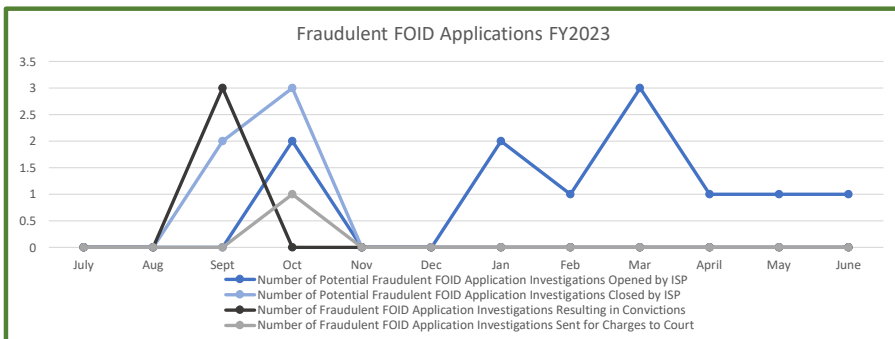 Fraudulent FOID Applications FY2023
3.5
3
2.5
2
1.5
1
0.5
0
July Aug Sept Oct Nov Dec Jan Feb Mar April May June
Number of Potential Fraudulent FOID Application Investigations Opened by ISP
Number of Potential Fraudulent FOID Application Investigations Closed by ISP
Number of Fraudulent FOID Application Investigations Resulting in Convictions
Number of Fraudulent FOID Application Investigations Sent for Charges to Court